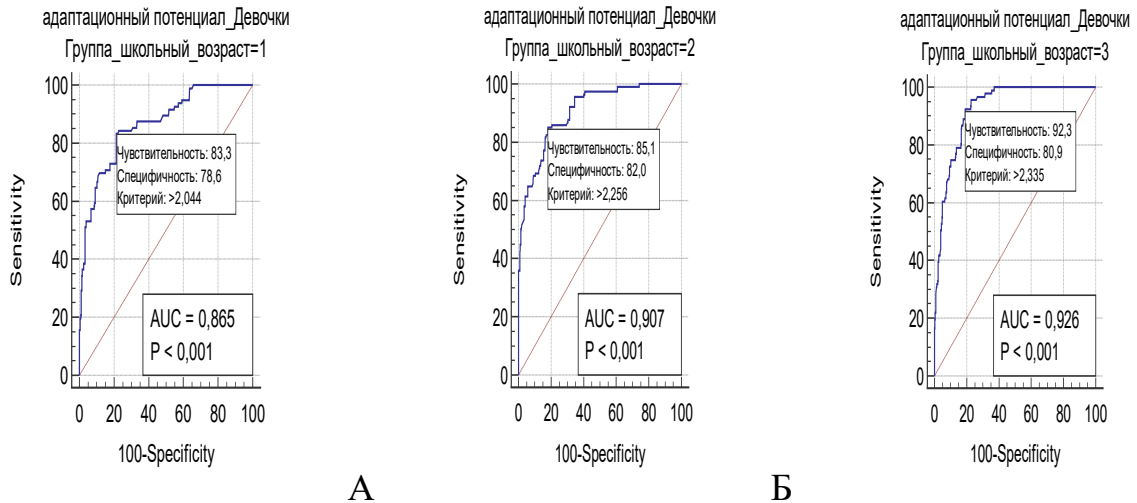 адаптационный потенциал_Девочки
Группа_школьный_возраст=1
100
80
60
40
20
0
Sensitivity
Чувствительность: 83,3
Специфичность: 78,6
Критерий: >2,044
AUC = 0,865
P < 0,001
0 20 40 60 80 100
100-Specificity
А
адаптационный потенциал_Девочки
Группа_школьный_возраст=2
100
80
60
40
20
0
Sensitivity
Чувствительность: 85,1
Специфичность: 82,0
Критерий: >2,256
AUC = 0,907
P < 0,001
0 20 40 60 80 100
100-Specificity
Б
адаптационный потенциал_Девочки
Группа_школьный_возраст=3
100
80
60
40
20
0
Sensitivity
Чувствительность: 92,3
Специфичность: 80,9
Критерий: >2,335
AUC = 0,926
P < 0,001
0 20 40 60 80 100
100-Specificity